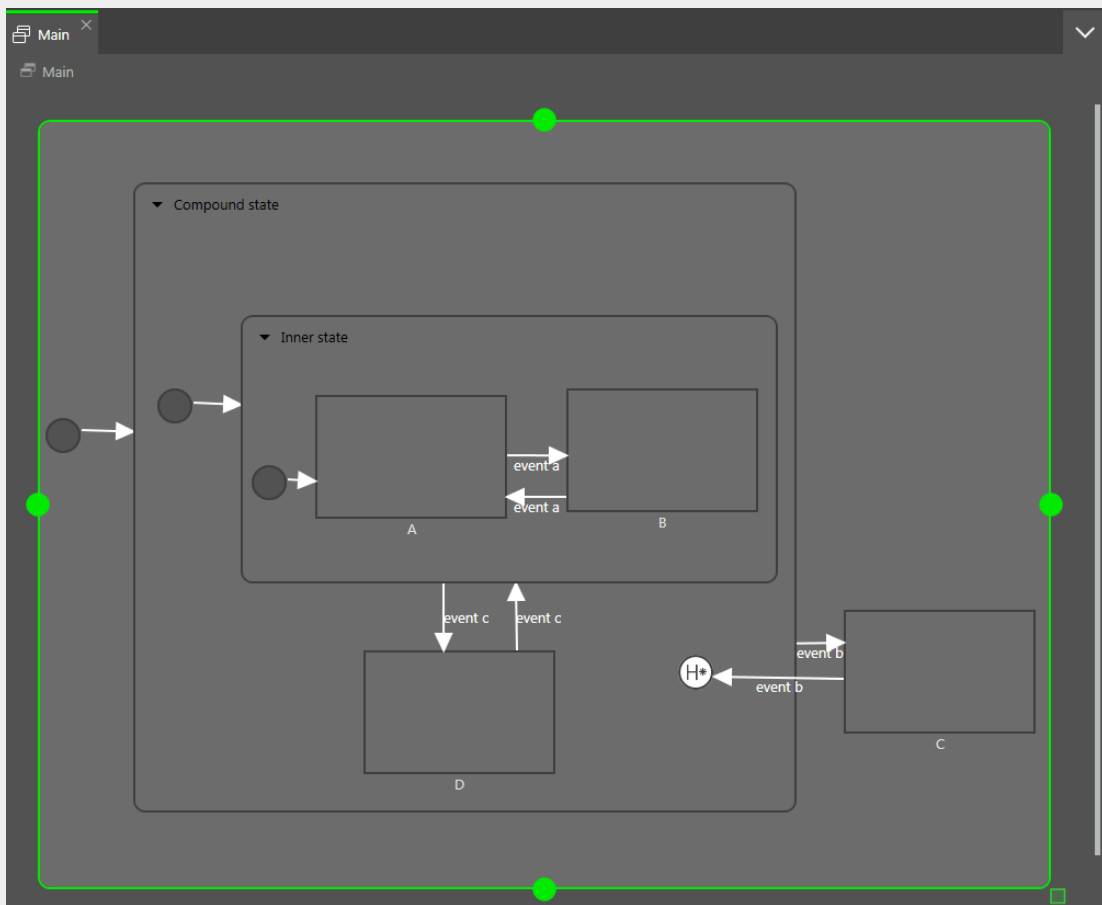 Main
Main
Compound state
Inner state
event a
event a
A
B
event c
event c
event b
H*
event b
C
D